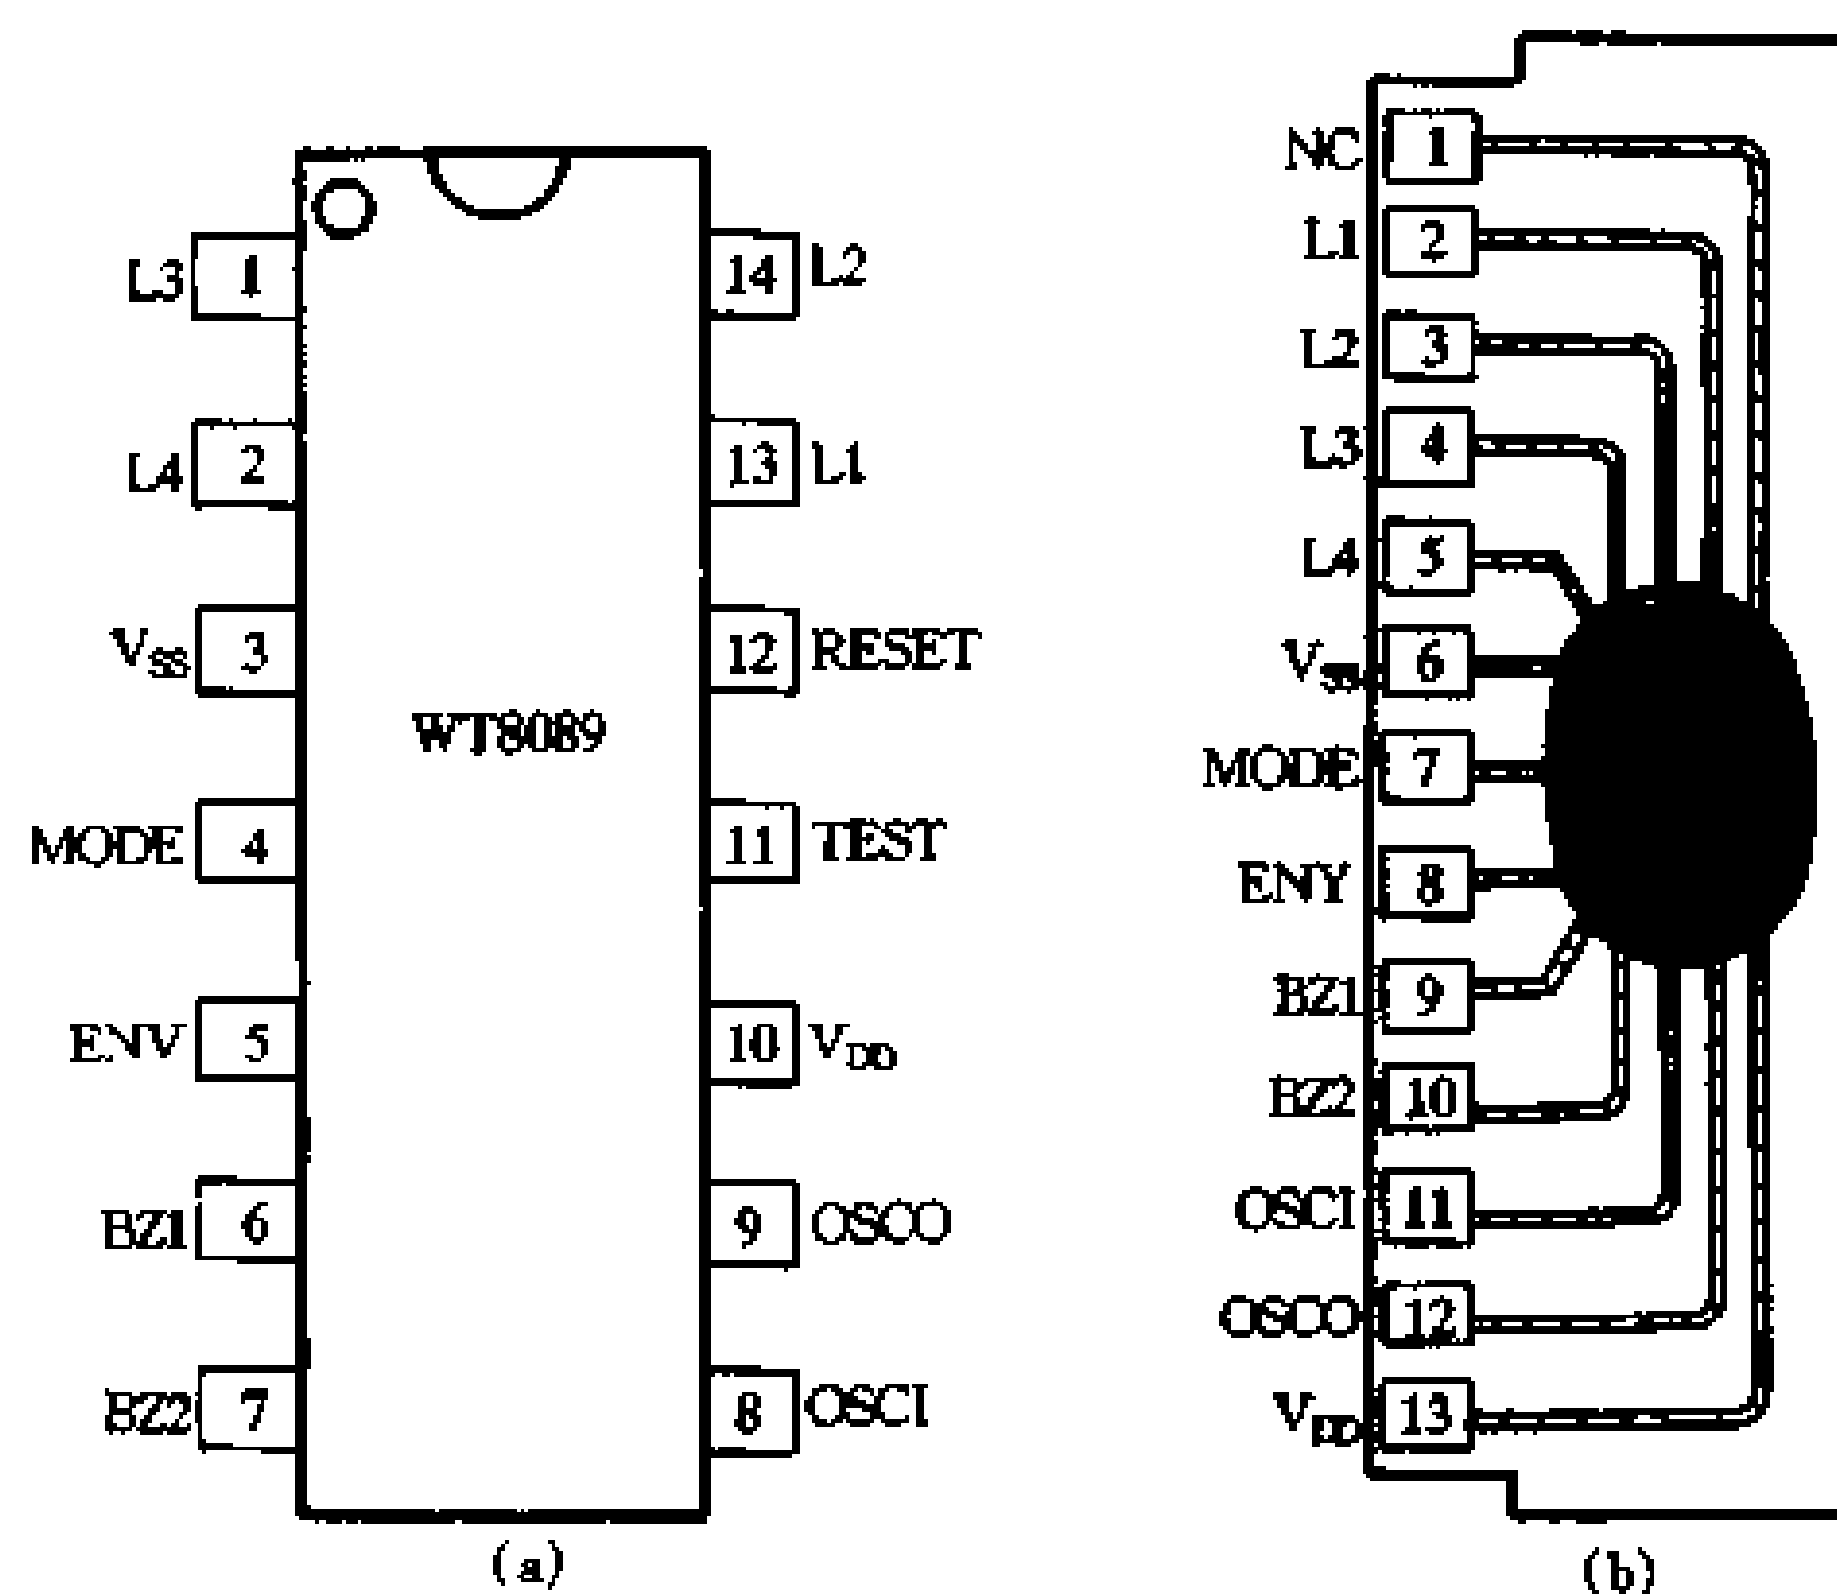 L3 1
L4 2
VSS 3
MODE 4
ENV 5
BZ1 6
BZ2 7
WT8089
14 L2
13 L1
12 RESET
11 TEST
10 VDD
9 OSCO
8 OSCI
(a)
NC 1
L1 2
L2 3
L3 4
L4 5
VSS 6
MODE 7
ENY 8
BZ1 9
BZ2 10
OSCI 11
OSCO 12
VDD 13
(b)